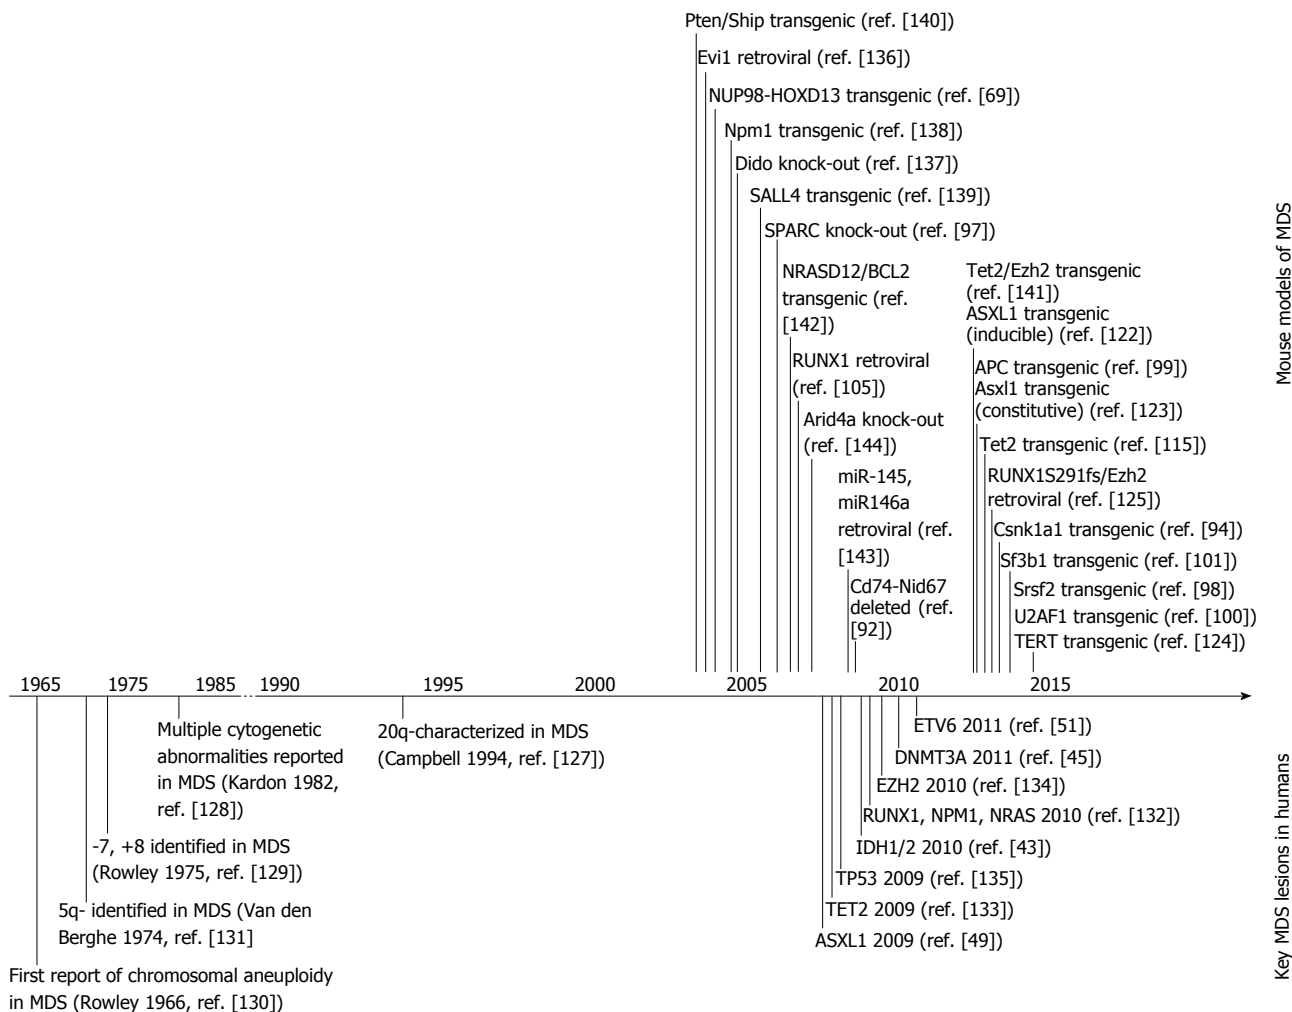 Pten/Ship transgenic (ref. [140])
Evi1 retroviral (ref. [136])
NUP98-HOXD13 transgenic (ref. [69])
Npm1 transgenic (ref. [138])
Dido knock-out (ref. [137])
SALL4 transgenic (ref. [139])
SPARC knock-out (ref. [97])
NRASD12/BCL2
transgenic (ref.
[142])
RUNX1 retroviral
(ref. [105])
Arid4a knock-out
(ref. [144])
miR-145,
miR146a
retroviral (ref.
[143])
Cd74-Nid67
deleted (ref.
[92])
Tet2/Ezh2 transgenic
(ref. [141])
ASXL1 transgenic
(inducible) (ref. [122])
APC transgenic (ref. [99])
Asxl1 transgenic
(constitutive) (ref. [123])
Tet2 transgenic (ref. [115])
RUNX1S291fs/Ezh2
retroviral (ref. [125])
Csnk1a1 transgenic (ref. [94])
Sf3b1 transgenic (ref. [101])
Srsf2 transgenic (ref. [98])
U2AF1 transgenic (ref. [100])
TERT transgenic (ref. [124])
Mouse models of MDS
1965 1975 1985 1990 1995 2000 2005 2010 2015
Multiple cytogenetic
abnormalities reported
in MDS (Kardon 1982,
ref. [128])
-7, +8 identified in MDS
(Rowley 1975, ref. [129])
5q- identified in MDS (Van den
Berghe 1974, ref. [131]
First report of chromosomal aneuploidy
in MDS (Rowley 1966, ref. [130])
20q-characterized in MDS
(Campbell 1994, ref. [127])
ETV6 2011 (ref. [51])
DNMT3A 2011 (ref. [45])
EZH2 2010 (ref. [134])
RUNX1, NPM1, NRAS 2010 (ref. [132])
IDH1/2 2010 (ref. [43])
TP53 2009 (ref. [135])
TET2 2009 (ref. [133])
ASXL1 2009 (ref. [49])
Key MDS lesions in humans